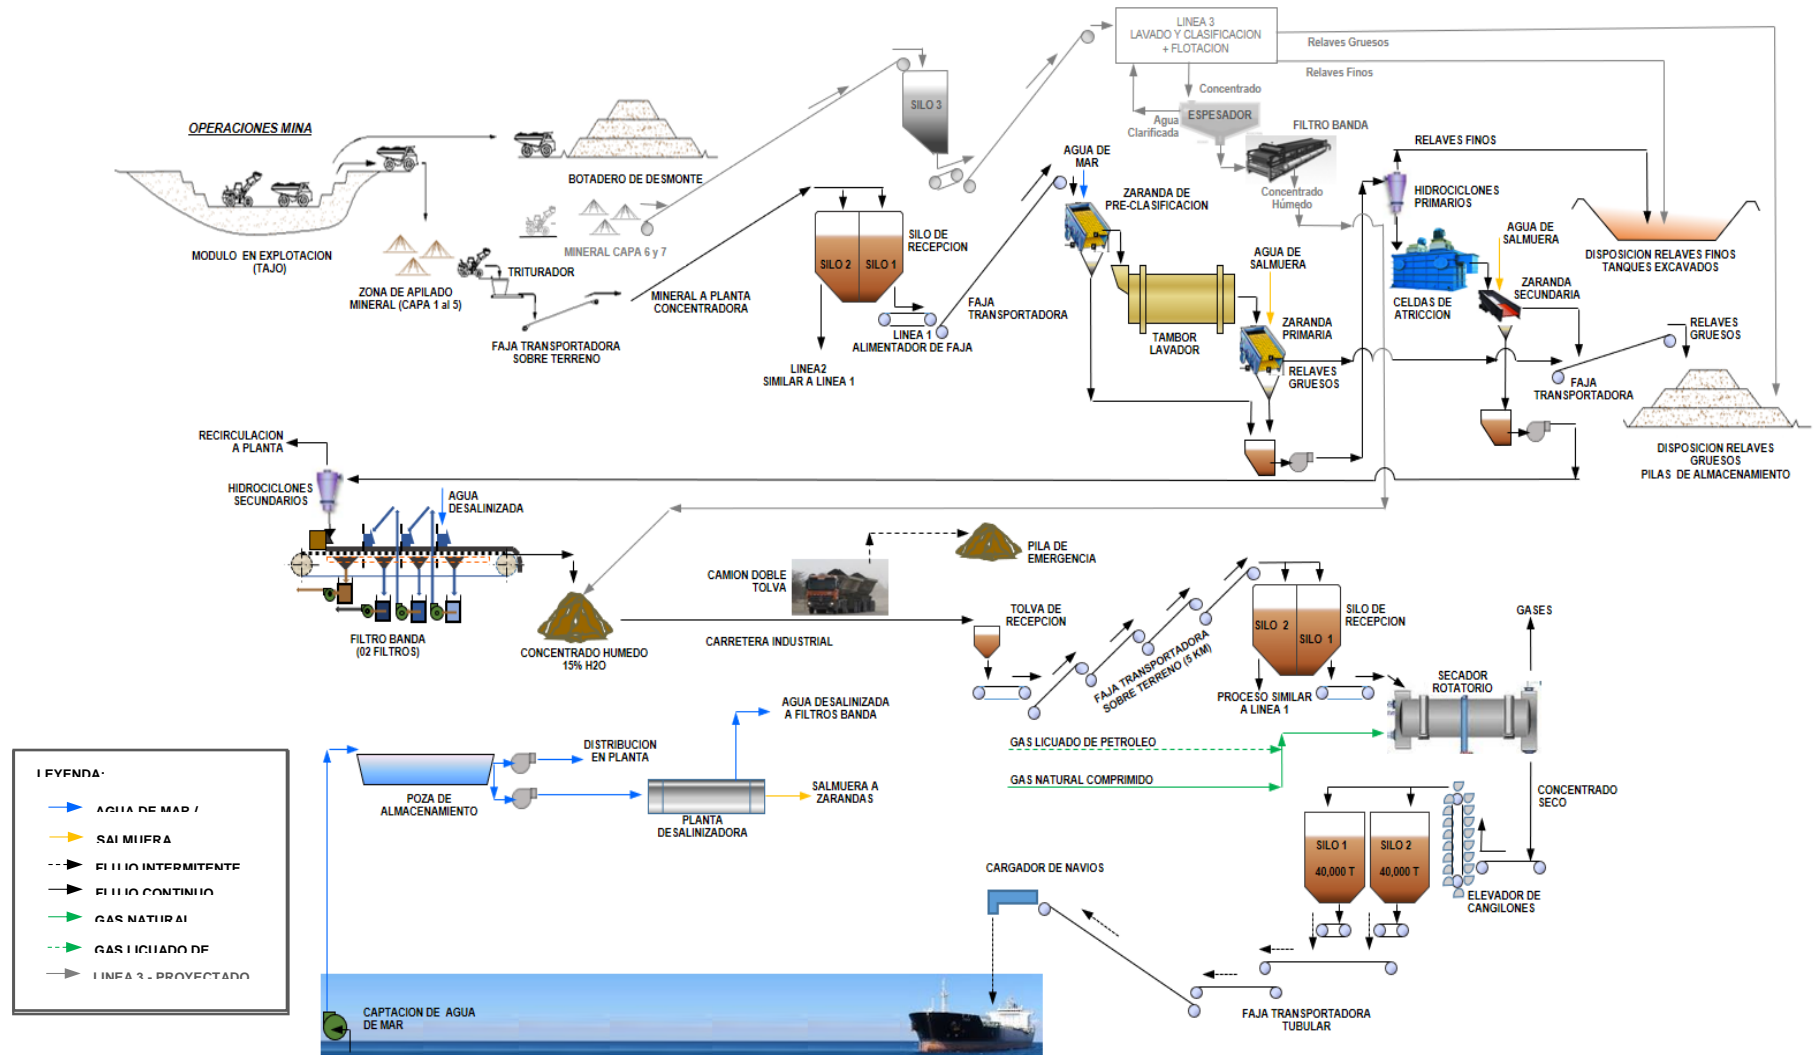 LINEA 3
LAVADO Y CLASIFICACION
+ FLOTACION
Relaves Gruesos
Relaves Finos
Concentrado
SILO 3
ESPESADOR
Agua
Clarificada
FILTRO BANDA
OPERACIONES MINA
BOTADERO DE DESMONTE
AGUA DE
MAR
RELAVES FINOS
ZARANDA DE
PRE-CLASIFICACION
Concentrado
Húmedo
HIDROCICLONES
PRIMARIOS
MODULO EN EXPLOTACION
(TAJO)
MINERAL CAPA 6 y 7
SILO DE
RECEPCION
SILO 2
SILO 1
AGUA DE
SALMUERA
AGUA DE
SALMUERA
DISPOSICION RELAVES FINOS
TANQUES EXCAVADOS
TRITURADOR
ZONA DE APILADO
MINERAL (CAPA 1 al 5)
MINERAL A PLANTA
CONCENTRADORA
FAJA
TRANSPORTADORA
ZARANDA
SECUNDARIA
CELDAS DE
ATRICCION
FAJA TRANSPORTADORA
SOBRE TERRENO
LINEA 1
ALIMENTADOR DE FAJA
TAMBOR
LAVADOR
ZARANDA
PRIMARIA
RELAVES
GRUESOS
RELAVES
GRUESOS
LINEA2
SIMILAR A LINEA 1
FAJA
TRANSPORTADORA
DISPOSICION RELAVES
GRUESOS
PILAS DE ALMACENAMIENTO
RECIRCULACION
A PLANTA
HIDROCICLONES
SECUNDARIOS
AGUA
DESALINIZADA
FILTRO BANDA
(02 FILTROS)
CONCENTRADO HUMEDO
15% H2O
CAMION DOBLE
TOLVA
PILA DE
EMERGENCIA
CARRETERA INDUSTRIAL
TOLVA DE
RECEPCION
FAJA TRANSPORTADORA
SOBRE TERRENO (5 KM)
SILO 2
SILO 1
SILO DE
RECEPCION
GASES
PROCESO SIMILAR
A LINEA 1
SECADOR
ROTATORIO
AGUA DESALINIZADA
A FILTROS BANDA
DISTRIBUCION
EN PLANTA
GAS LICUADO DE PETROLEO
GAS NATURAL COMPRIMIDO
POZA DE
ALMACENAMIENTO
SALMUERA A
ZARANDAS
PLANTA
DESALINIZADORA
CONCENTRADO
SECO
SILO 1
40,000 T
SILO 2
40,000 T
ELEVADOR DE
CANGILONES
CARGADOR DE NAVIOS
FAJA TRANSPORTADORA
TUBULAR
CAPTACION DE AGUA
DE MAR
LEYENDA:
AGUA DE MAR /
SALMUERA
FLUJO INTERMITENTE
FLUJO CONTINUO
GAS NATURAL
GAS LICUADO DE
LINEA 3 - PROYECTADO